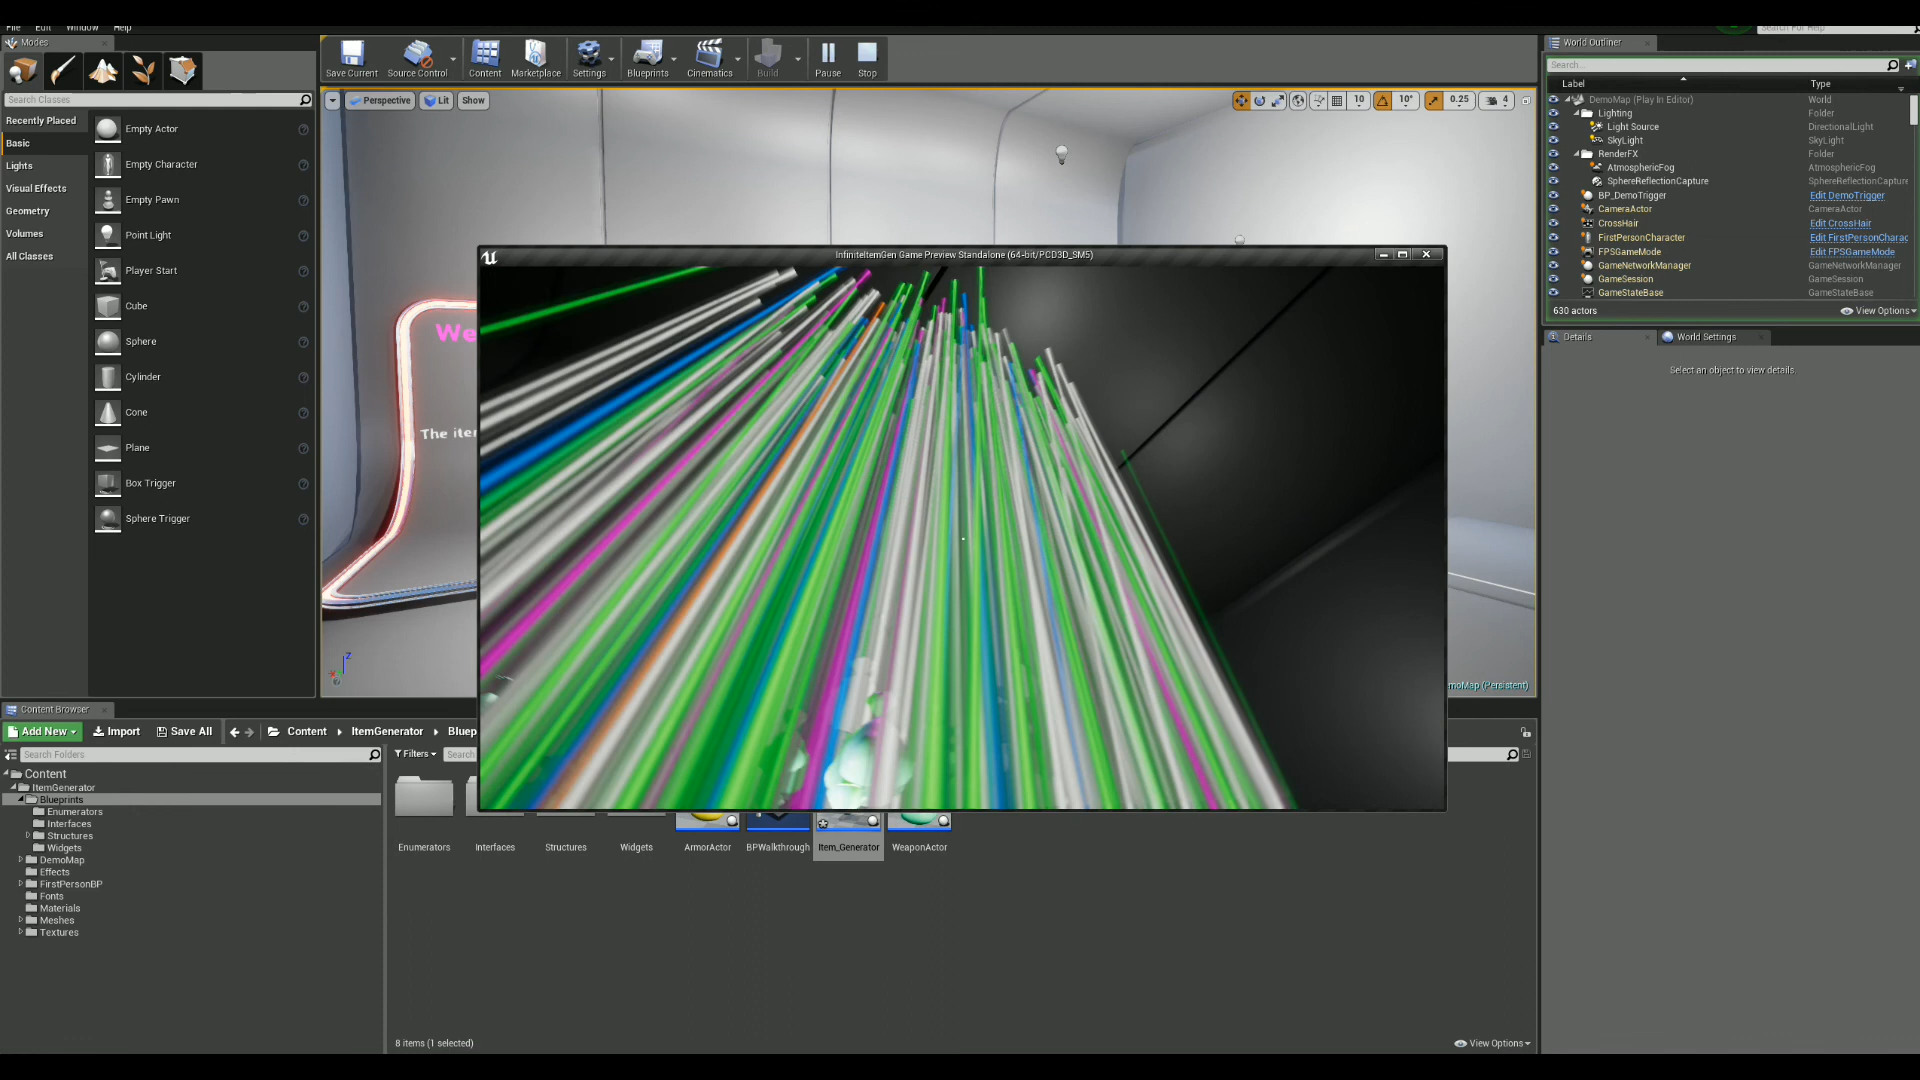 File Edit Window Help
Search For Help
Modes
World Outliner
Save Current Source Control Content Marketplace Settings Blueprints Cinematics Build Pause Stop
Search...
Label Type
Search Classes
Perspective Lit Show 10 10° 0.25 4
Recently Placed
Basic
Lights
Visual Effects
Geometry
Volumes
All Classes
Empty Actor
Empty Character
Empty Pawn
Point Light
Player Start
Cube
Sphere
Cylinder
Cone
Plane
Box Trigger
Sphere Trigger
DemoMap (Play In Editor) World
Lighting Folder
Light Source DirectionalLight
SkyLight SkyLight
RenderFX Folder
AtmosphericFog AtmosphericFog
SphereReflectionCapture SphereReflectionCapture
BP_DemoTrigger Edit DemoTrigger
CameraActor CameraActor
CrossHair Edit CrossHair
FirstPersonCharacter Edit FirstPersonCharac
FPSGameMode Edit FPSGameMode
GameNetworkManager GameNetworkManager
GameSession GameSession
GameStateBase GameStateBase
630 actors View Options
Details World Settings
Select an object to view details.
InfiniteItemGen Game Preview Standalone (64-bit/PCD3D_SM5)
We
The iter
Z
emoMap (Persistent)
Content Browser
Add New Import Save All Content ItemGenerator Bluep
Search Folders
Filters Search
Content
ItemGenerator
Blueprints
Enumerators
Interfaces
Structures
Widgets
DemoMap
Effects
FirstPersonBP
Fonts
Materials
Meshes
Textures
Enumerators Interfaces Structures Widgets ArmorActor BPWalkthrough Item_Generator WeaponActor
8 items (1 selected) View Options